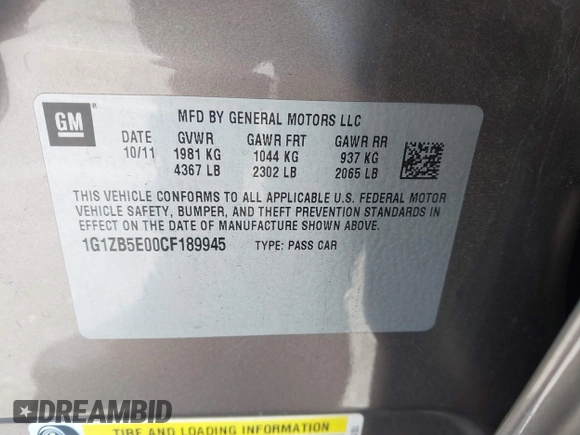 GM
MFD BY GENERAL MOTORS LLC
DATE GVWR GAWR FRT GAWR RR
10/11 1981 KG 1044 KG 937 KG
4367 LB 2302 LB 2065 LB
THIS VEHICLE CONFORMS TO ALL APPLICABLE U.S. FEDERAL MOTOR
VEHICLE SAFETY, BUMPER, AND THEFT PREVENTION STANDARDS IN
EFFECT ON THE DATE OF MANUFACTURE SHOWN ABOVE.
1G1ZB5E00CF189945 TYPE: PASS CAR
DREAMBID
TIRE AND LOADING INFORMATION